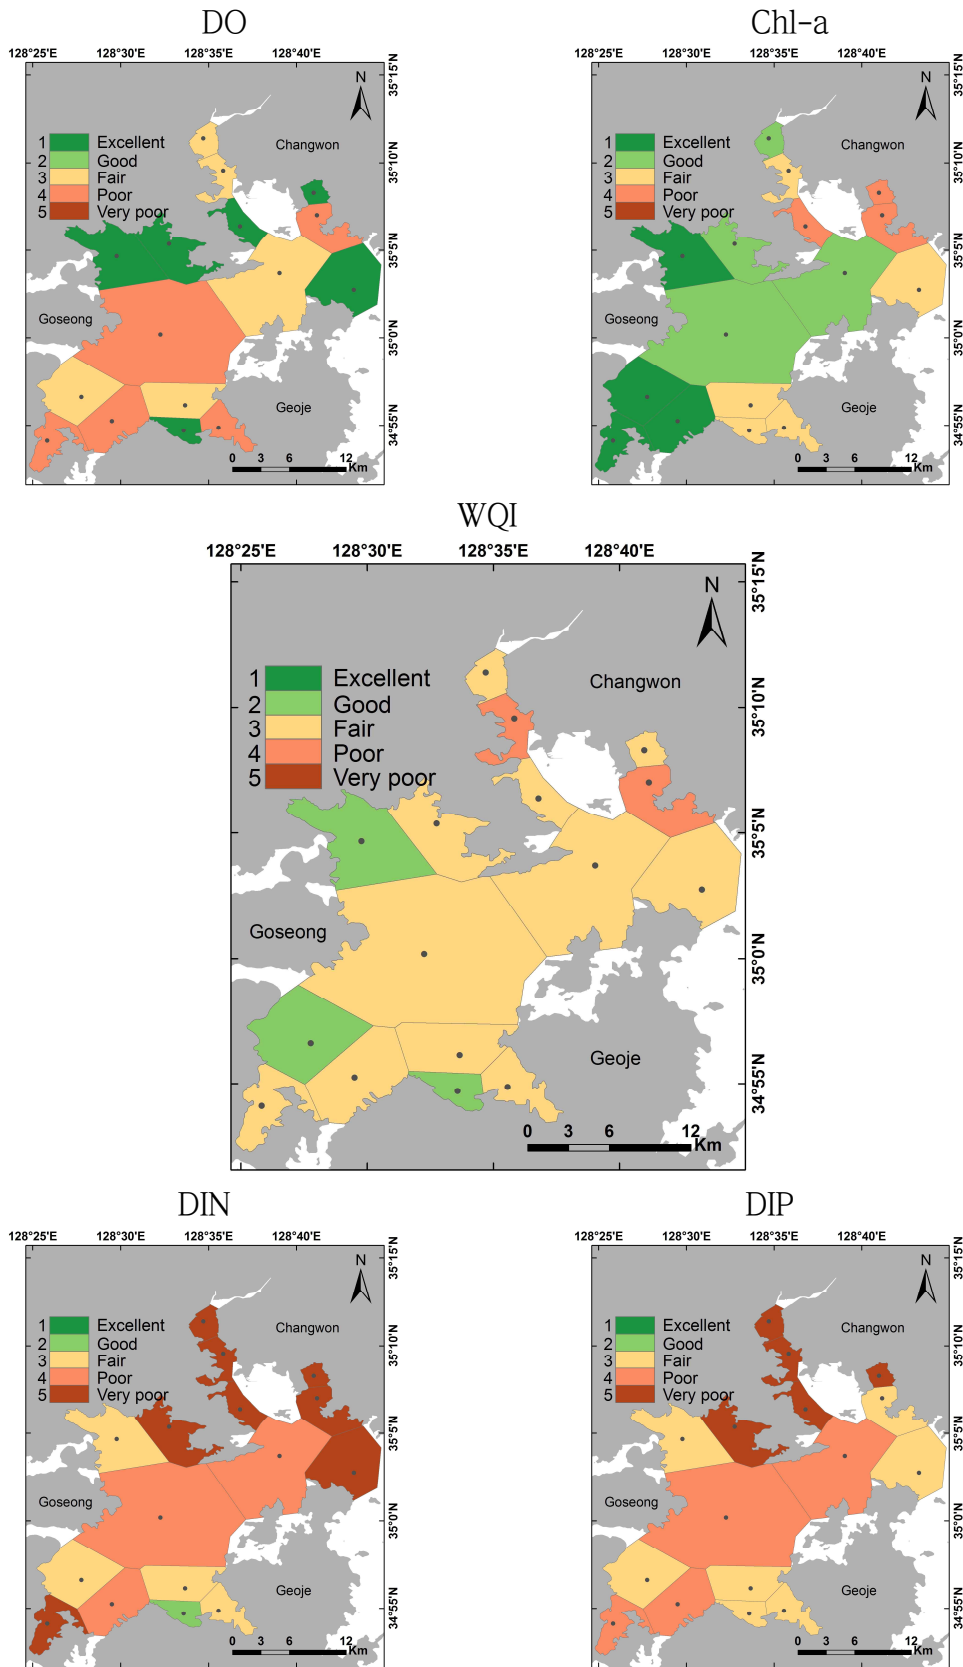 DO
128°25'E 128°30'E 128°35'E 128°40'E
35°15'N
35°10'N
35°5'N
35°0'N
34°55'N
N
Changwon
1 Excellent
2 Good
3 Fair
4 Poor
5 Very poor
Goseong
Geoje
0 3 6 12
Km
Chl-a
128°25'E 128°30'E 128°35'E 128°40'E
35°15'N
35°10'N
35°5'N
35°0'N
34°55'N
N
Changwon
1 Excellent
2 Good
3 Fair
4 Poor
5 Very poor
Goseong
Geoje
0 3 6 12
Km
WQI
128°25'E 128°30'E 128°35'E 128°40'E
35°15'N
35°10'N
35°5'N
35°0'N
34°55'N
N
Changwon
1 Excellent
2 Good
3 Fair
4 Poor
5 Very poor
Goseong
Geoje
0 3 6 12
Km
DIN
128°25'E 128°30'E 128°35'E 128°40'E
35°15'N
35°10'N
35°5'N
35°0'N
34°55'N
N
Changwon
1 Excellent
2 Good
3 Fair
4 Poor
5 Very poor
Goseong
Geoje
0 3 6 12
Km
DIP
128°25'E 128°30'E 128°35'E 128°40'E
35°15'N
35°10'N
35°5'N
35°0'N
34°55'N
N
Changwon
1 Excellent
2 Good
3 Fair
4 Poor
5 Very poor
Goseong
Geoje
0 3 6 12
Km